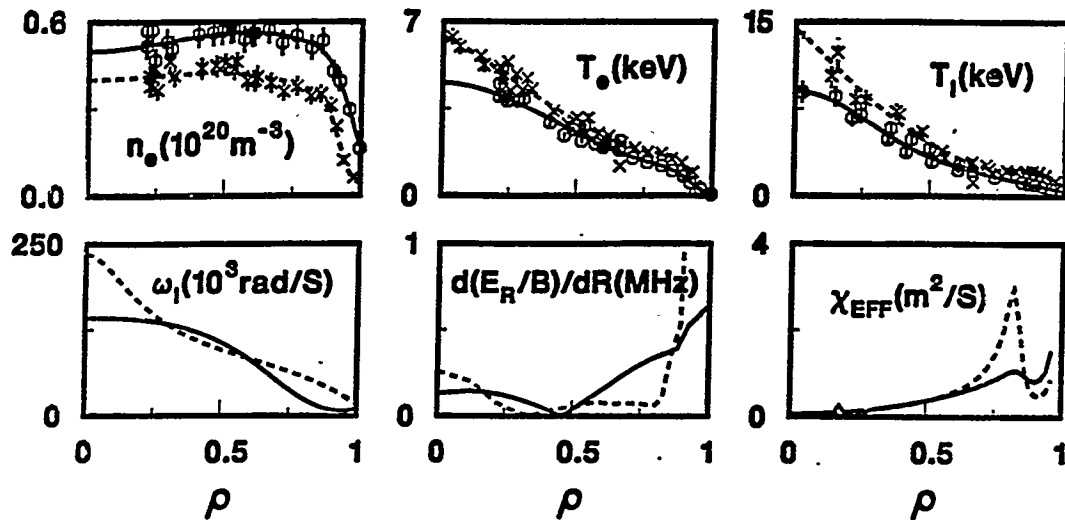 0.6
n_e(10^20 m^-3)
0.0
7
T_e(keV)
0
15
T_i(keV)
0
250
ω_i(10^3 rad/S)
0
0 0.5 1
ρ
1
d(E_R/B)/dR(MHz)
0
0 0.5 1
ρ
4
χ_EFF(m^2/S)
0
0 0.5 1
ρ